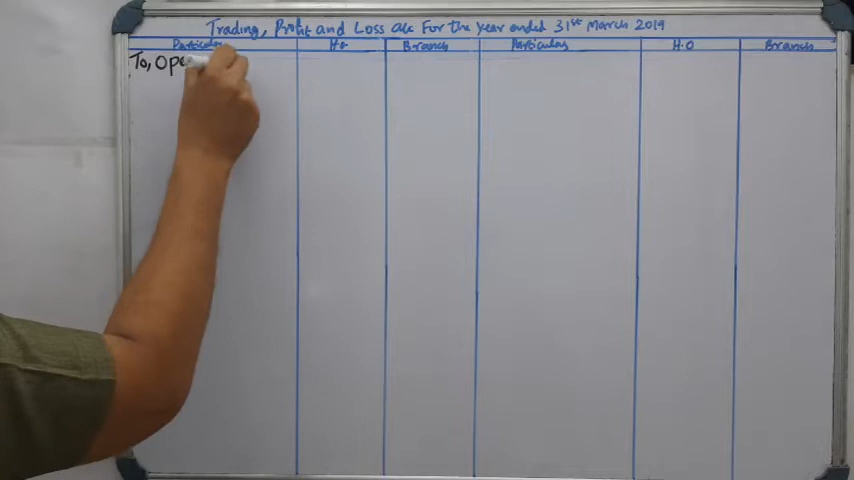 Trading, Profit and Loss a/c For the year ended 31st March 2019
Particulars H.O Branch Particulars H.O Branch
To, Ope